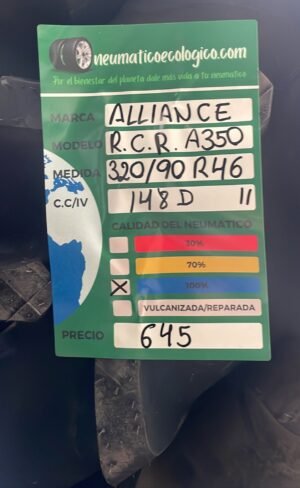 neumaticoecologico.com
Por el bienestar del planeta dale más vida a tu neumático
MARCA ALLIANCE
MODELO R.C.R. A350
MEDIDA 320/90 R46
C.C/IV 148 D 11
CALIDAD DEL NEUMATICO
30%
70%
X 100%
VULCANIZADA/REPARADA
PRECIO 645